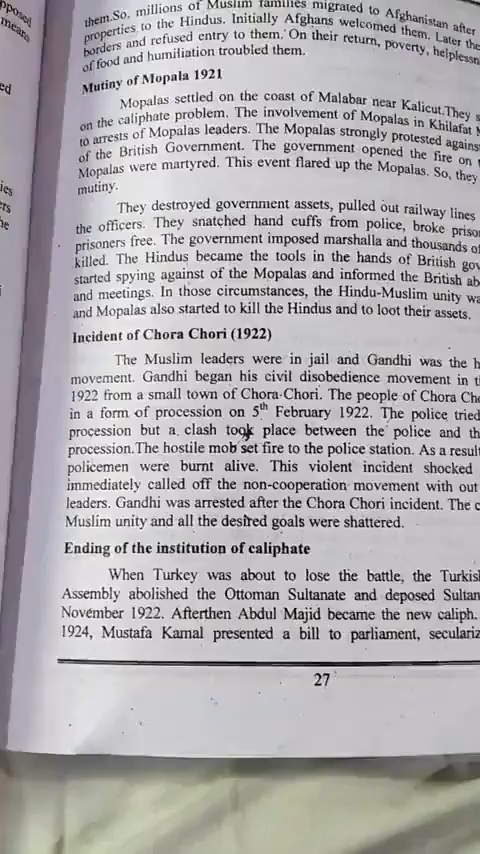 pposed
means
ed
ies
ers
he
them.So, millions of Muslim families migrated to Afghanistan after
properties to the Hindus. Initially Afghans welcomed them. Later the
borders and refused entry to them. On their return, poverty, helplessn
of food and humiliation troubled them.
Mutiny of Mopala 1921
Mopalas settled on the coast of Malabar near Kalicut.They s
on the caliphate problem. The involvement of Mopalas in Khilafat M
to arrests of Mopalas leaders. The Mopalas strongly protested agains
of the British Government. The government opened the fire on
Mopalas were martyred. This event flared up the Mopalas. So, they
mutiny.
They destroyed government assets, pulled out railway lines
the officers. They snatched hand cuffs from police, broke priso
prisoners free. The government imposed marshalla and thousands of
killed. The Hindus became the tools in the hands of British gov
started spying against of the Mopalas and informed the British ab
and meetings. In those circumstances, the Hindu-Muslim unity wa
and Mopalas also started to kill the Hindus and to loot their assets.
Incident of Chora Chori (1922)
The Muslim leaders were in jail and Gandhi was the h
movement. Gandhi began his civil disobedience movement in t
1922 from a small town of Chora-Chori. The people of Chora Cho
in a form of procession on 5th February 1922. The police tried
procession but a clash took place between the police and th
procession.The hostile mob set fire to the police station. As a result
policemen were burnt alive. This violent incident shocked
immediately called off the non-cooperation movement with out
leaders. Gandhi was arrested after the Chora Chori incident. The c
Muslim unity and all the desired goals were shattered.
Ending of the institution of caliphate
When Turkey was about to lose the battle, the Turkish
Assembly abolished the Ottoman Sultanate and deposed Sultan
November 1922. Afterthen Abdul Majid became the new caliph.
1924, Mustafa Kamal presented a bill to parliament, seculariz
27